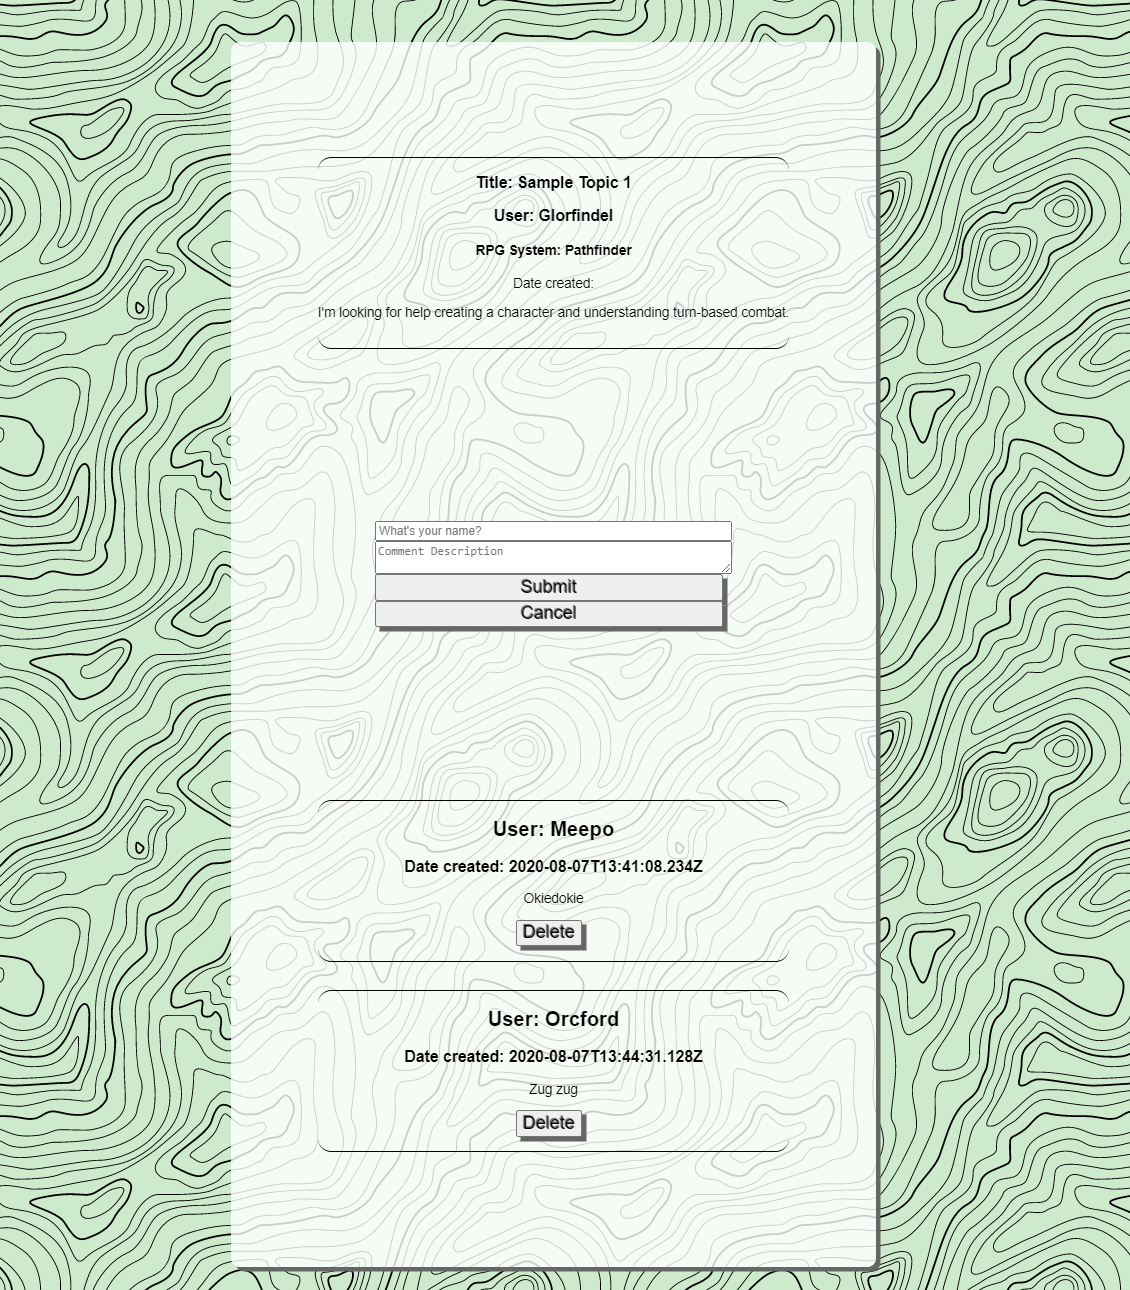 Title: Sample Topic 1
User: Glorfindel
RPG System: Pathfinder
Date created:
I'm looking for help creating a character and understanding turn-based combat.
What's your name?
Comment Description
Submit
Cancel
User: Meepo
Date created: 2020-08-07T13:41:08.234Z
Okiedokie
Delete
User: Orcford
Date created: 2020-08-07T13:44:31.128Z
Zug zug
Delete